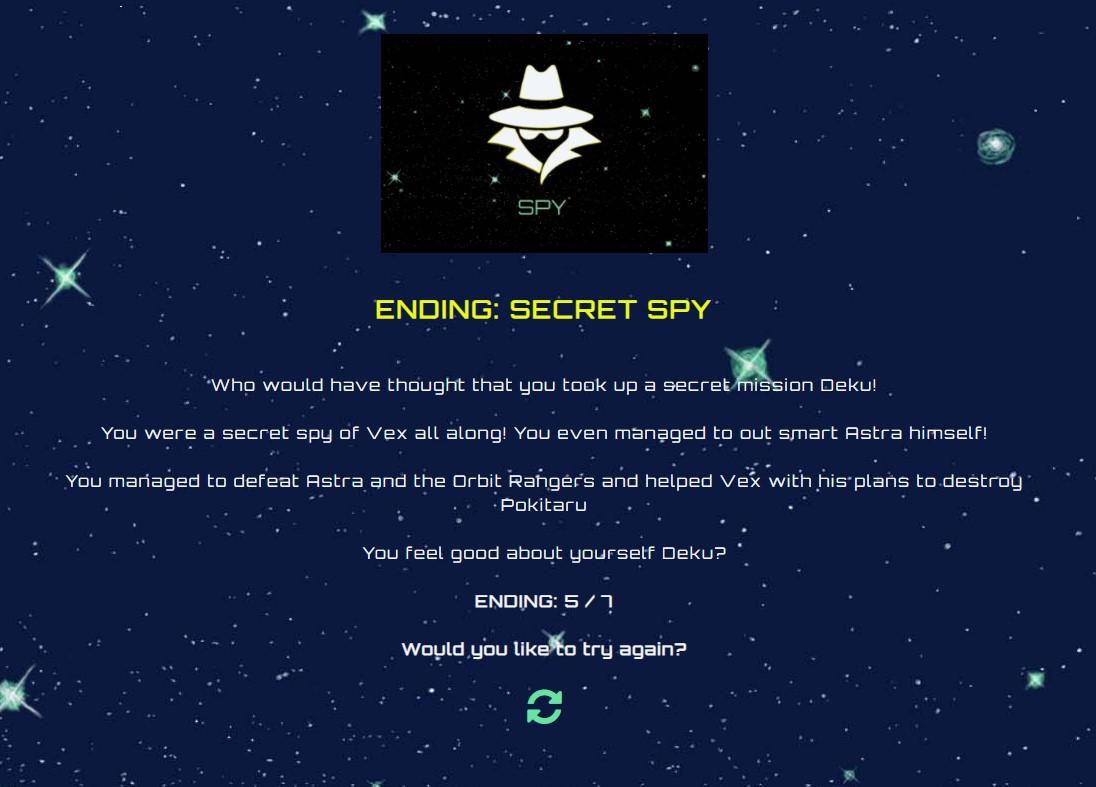 SPY
ENDING: SECRET SPY
Who would have thought that you took up a secret mission Deku!
You were a secret spy of Vex all along! You even managed to out smart Astra himself!
You managed to defeat Astra and the Orbit Rangers and helped Vex with his plans to destroy
Pokitaru
You feel good about yourself Deku?
ENDING: 5 / 7
Would you like to try again?